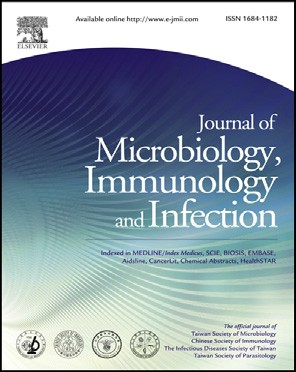 Available online http://www.e-jmii.com
ISSN 1684-1182
ELSEVIER
Journal of
Microbiology,
Immunology
and Infection
Indexed in MEDLINE/Index Medicus, SCIE, BIOSIS, EMBASE,
Aidsline, CancerLit, Chemical Abstracts, HealthSTAR
The official journal of
Taiwan Society of Microbiology
Chinese Society of Immunology
The Infectious Diseases Society of Taiwan
Taiwan Society of Parasitology